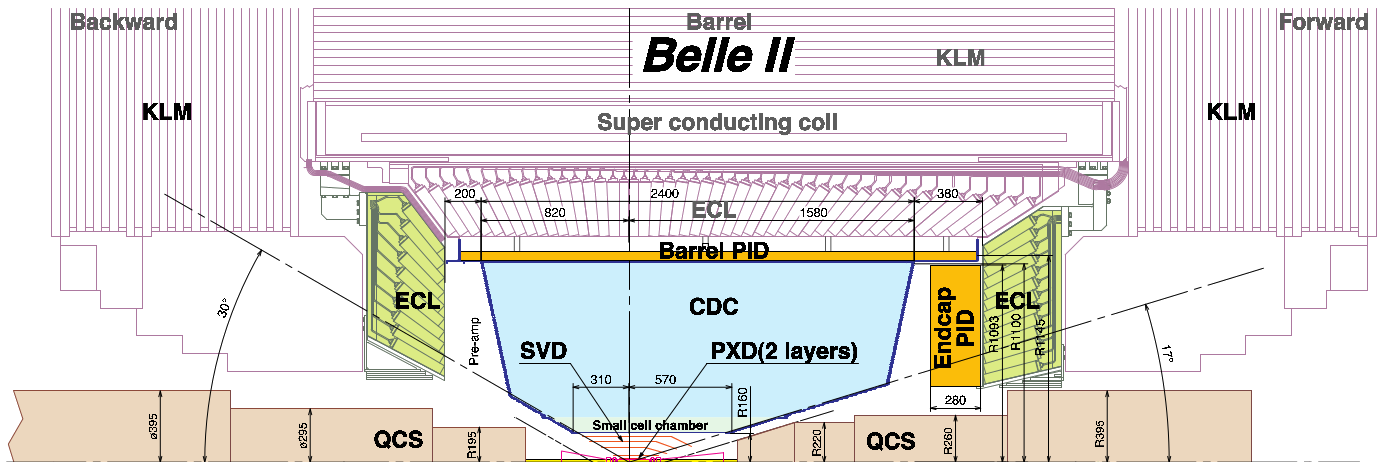 Backward
Barrel
Forward
Belle II
KLM
KLM
KLM
Super conducting coil
200
2400
380
820
ECL
1580
Barrel PID
30°
ECL
CDC
Endcap
PID
ECL
R1093
R1100
R1145
Pre-amp
SVD
PXD(2 layers)
17°
310
570
R160
280
Small cell chamber
ø395
ø295
QCS
R195
R220
QCS
R260
R395